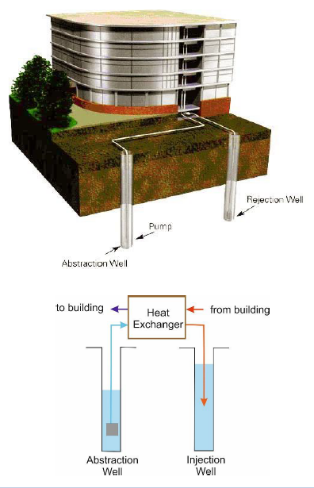 Rejection Well
Pump
Abstraction Well
to building
Heat
Exchanger
from building
Abstraction
Well
Injection
Well